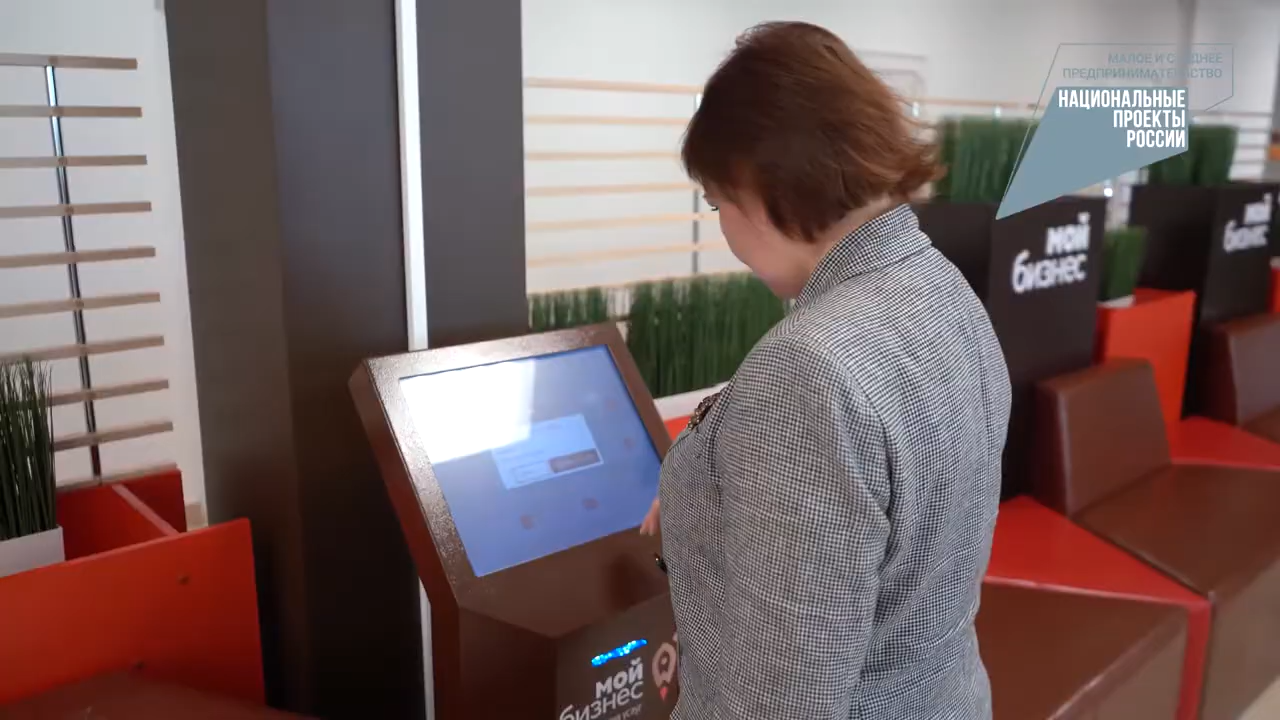 МАЛОЕ И СРЕДНЕЕ
ПРЕДПРИНИМАТЕЛЬСТВО
НАЦИОНАЛЬНЫЕ
ПРОЕКТЫ
РОССИИ
мой
бизнес
мой
бизнес
мой
бизнес